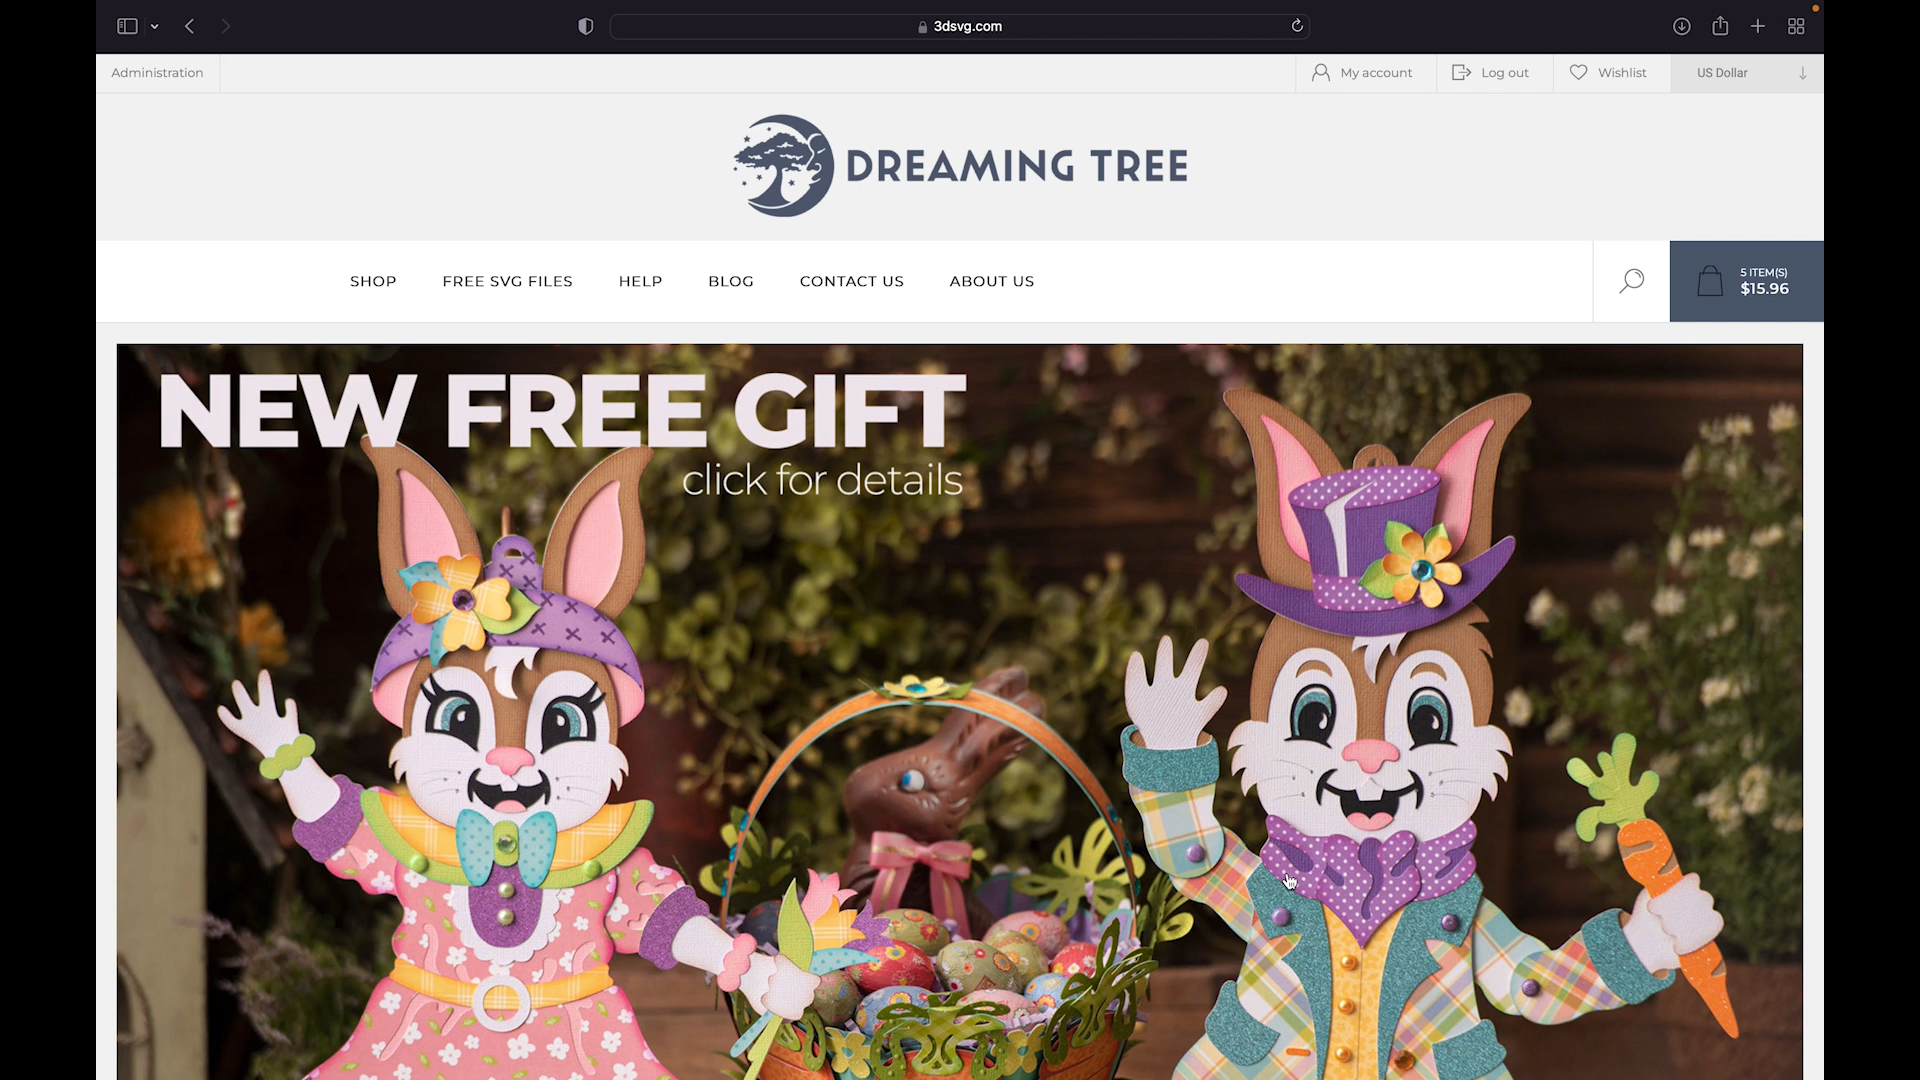 3dsvg.com
Administration
My account
Log out
Wishlist
US Dollar
DREAMING TREE
SHOP
FREE SVG FILES
HELP
BLOG
CONTACT US
ABOUT US
5 ITEM(S)
$15.96
NEW FREE GIFT
click for details